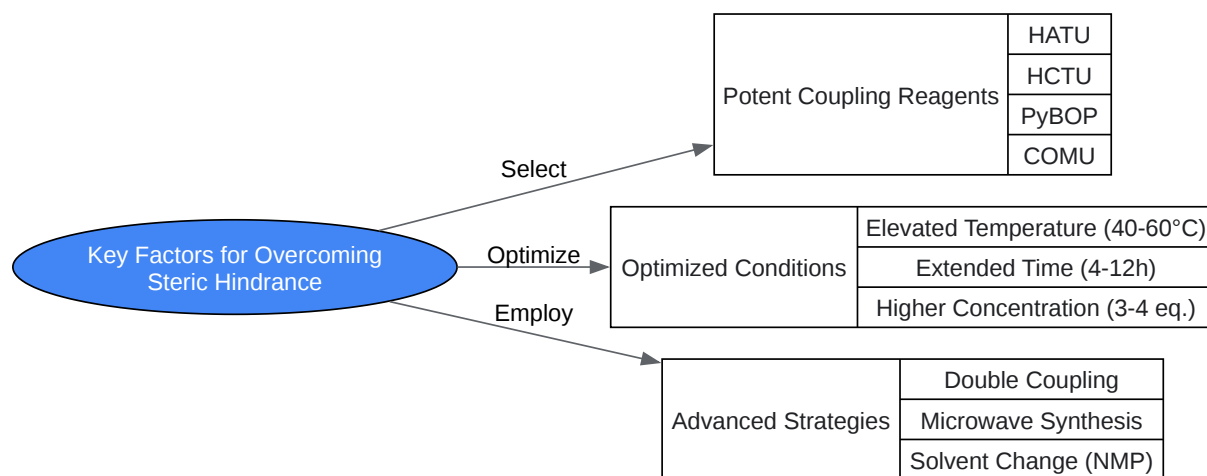 Key Factors for Overcoming
Steric Hindrance
Select
Potent Coupling Reagents
HATU
HCTU
PyBOP
COMU
Optimize
Optimized Conditions
Elevated Temperature (40-60°C)
Extended Time (4-12h)
Higher Concentration (3-4 eq.)
Employ
Advanced Strategies
Double Coupling
Microwave Synthesis
Solvent Change (NMP)